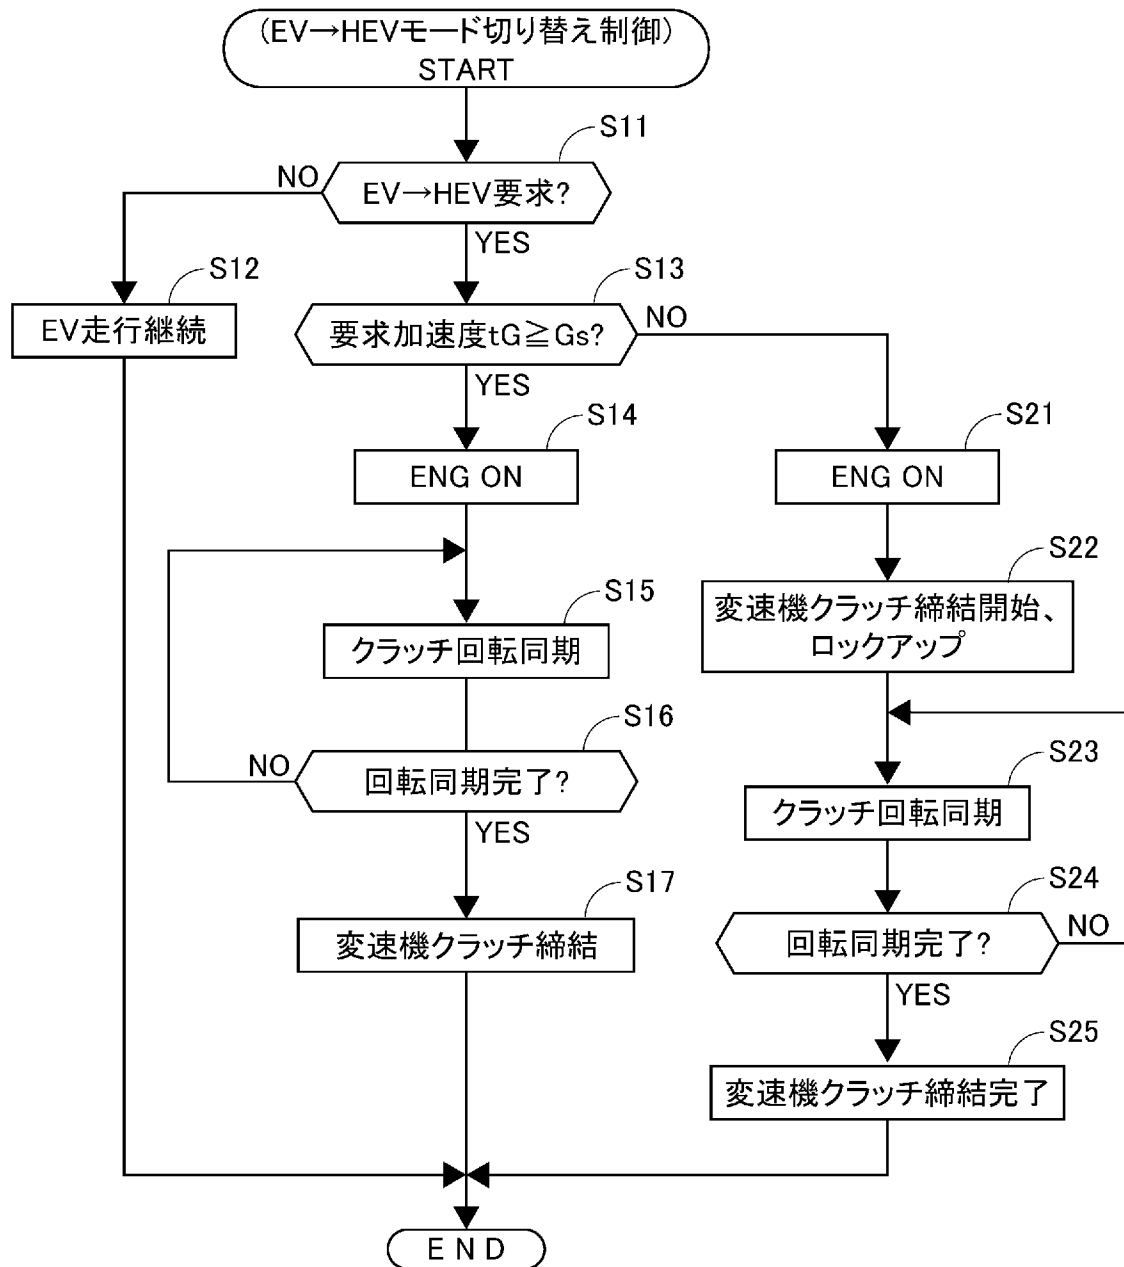 (EV→HEVモード切り替え制御)
START
S11
NO
EV→HEV要求?
YES
S12
EV走行継続
S13
要求加速度tG≧Gs?
NO
YES
S14
ENG ON
S21
ENG ON
S15
クラッチ回転同期
S22
変速機クラッチ締結開始、
ロックアップ
S16
NO
回転同期完了?
YES
S23
クラッチ回転同期
S17
変速機クラッチ締結
S24
回転同期完了?
NO
YES
S25
変速機クラッチ締結完了
END